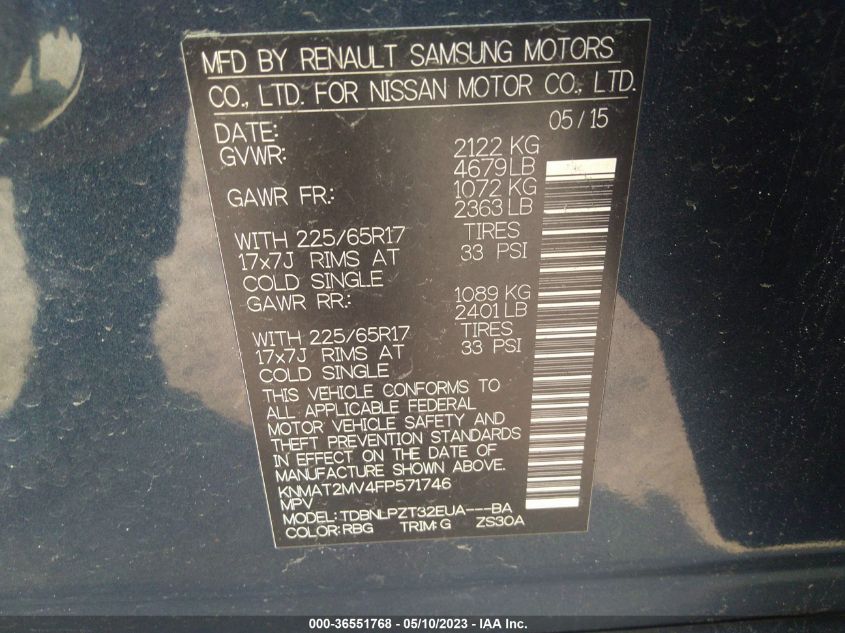 MFD BY RENAULT SAMSUNG MOTORS
CO., LTD. FOR NISSAN MOTOR CO., LTD.
DATE: 05/15
GVWR: 2122 KG
4679 LB
GAWR FR.: 1072 KG
2363 LB
WITH 225/65R17 TIRES
17x7J RIMS AT 33 PSI
COLD SINGLE
GAWR RR.: 1089 KG
2401 LB
WITH 225/65R17 TIRES
17x7J RIMS AT 33 PSI
COLD SINGLE
THIS VEHICLE CONFORMS TO
ALL APPLICABLE FEDERAL
MOTOR VEHICLE SAFETY AND
THEFT PREVENTION STANDARDS
IN EFFECT ON THE DATE OF
MANUFACTURE SHOWN ABOVE.
KNMAT2MV4FP571746
MPV
MODEL: TDBNLPZT32EUA---BA
COLOR: RBG TRIM: G ZS30A
000-36551768 - 05/10/2023 - IAA Inc.